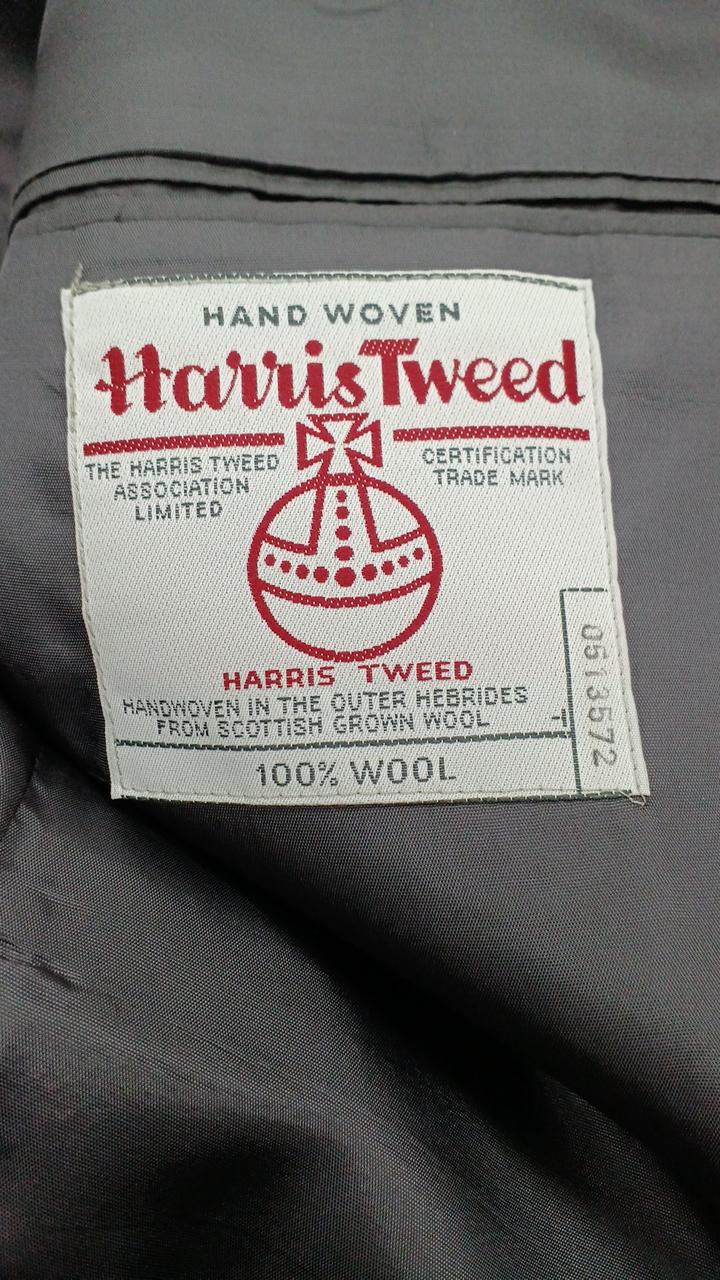 HAND WOVEN
Harris Tweed
THE HARRIS TWEED
ASSOCIATION
LIMITED
CERTIFICATION
TRADE MARK
HARRIS TWEED
HANDWOVEN IN THE OUTER HEBRIDES
FROM SCOTTISH GROWN WOOL
100% WOOL
0513572